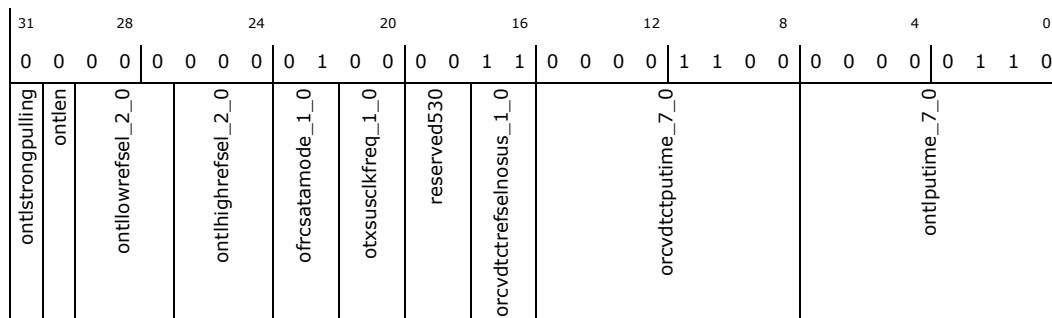 31 28 24 20 16 12 8 4 0
0 0 0 0 0 0 0 0 0 1 0 0 0 0 1 1 0 0 0 0 1 1 0 0 0 0 0 0 0 1 1 0
ontlstrongpulling
ontlen
ontllowrefsel_2_0
ontlhighrefsel_2_0
ofrcsatamode_1_0
otxsusclkfreq_1_0
reserved530
orcvdtctrefselnosus_1_0
orcvdtctputime_7_0
ontlputime_7_0